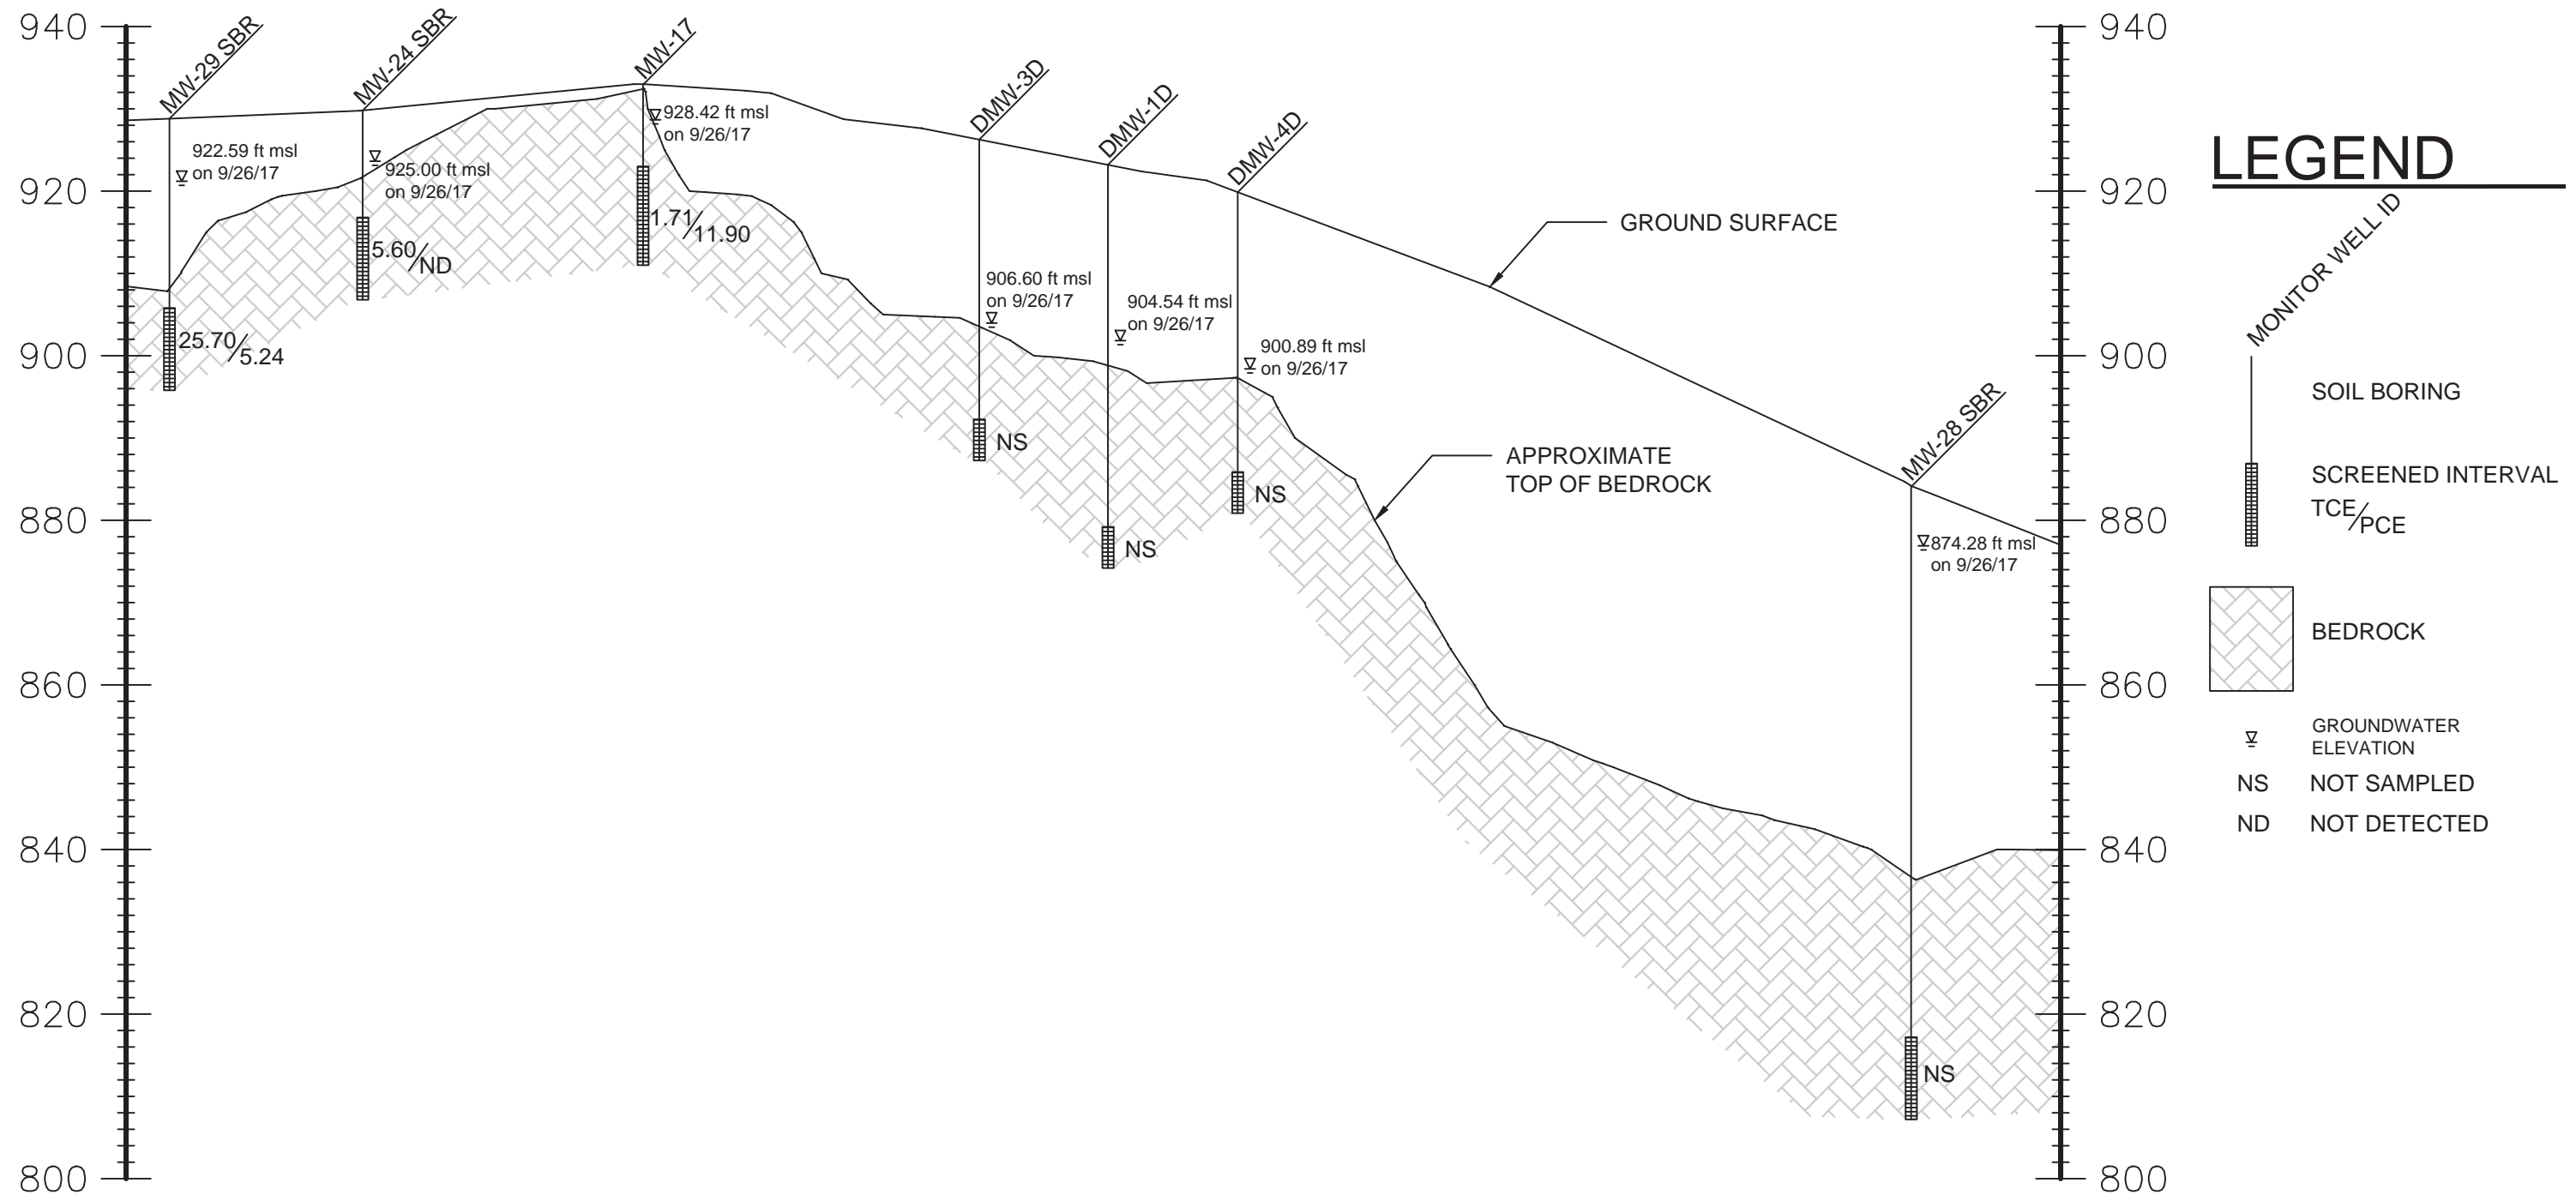 940
920
900
880
860
840
820
800
MW-29 SBR
MW-24 SBR
MW-17
DMW-3D
DMW-1D
DMW-4D
MW-28 SBR
922.59 ft msl
on 9/26/17
925.00 ft msl
on 9/26/17
928.42 ft msl
on 9/26/17
906.60 ft msl
on 9/26/17
904.54 ft msl
on 9/26/17
900.89 ft msl
on 9/26/17
874.28 ft msl
on 9/26/17
25.70/5.24
5.60/ND
1.71/11.90
NS
NS
NS
NS
GROUND SURFACE
APPROXIMATE
TOP OF BEDROCK
940
920
900
880
860
840
820
800
LEGEND
MONITOR WELL ID
SOIL BORING
SCREENED INTERVAL
TCE/PCE
BEDROCK
GROUNDWATER
ELEVATION
NS NOT SAMPLED
ND NOT DETECTED